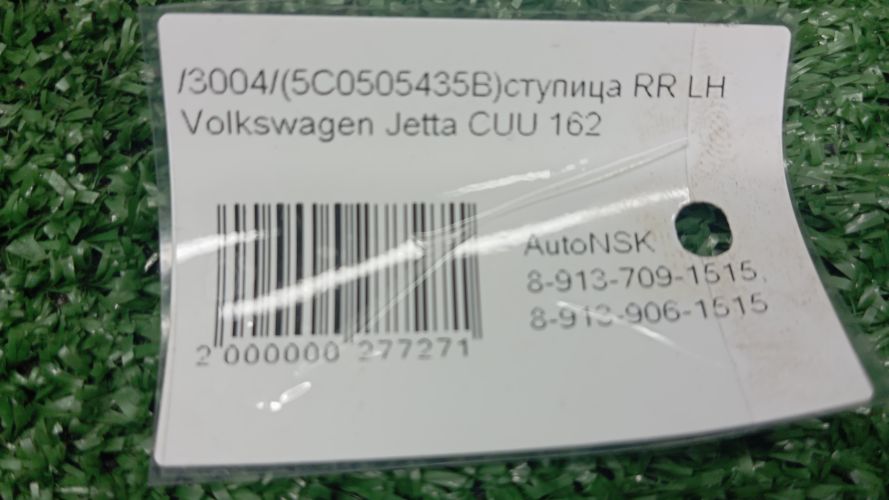 /3004/(5C0505435B)ступица RR LH
Volkswagen Jetta CUU 162
AutoNSK
8-913-709-1515,
8-913-906-1515
2 000000 277271